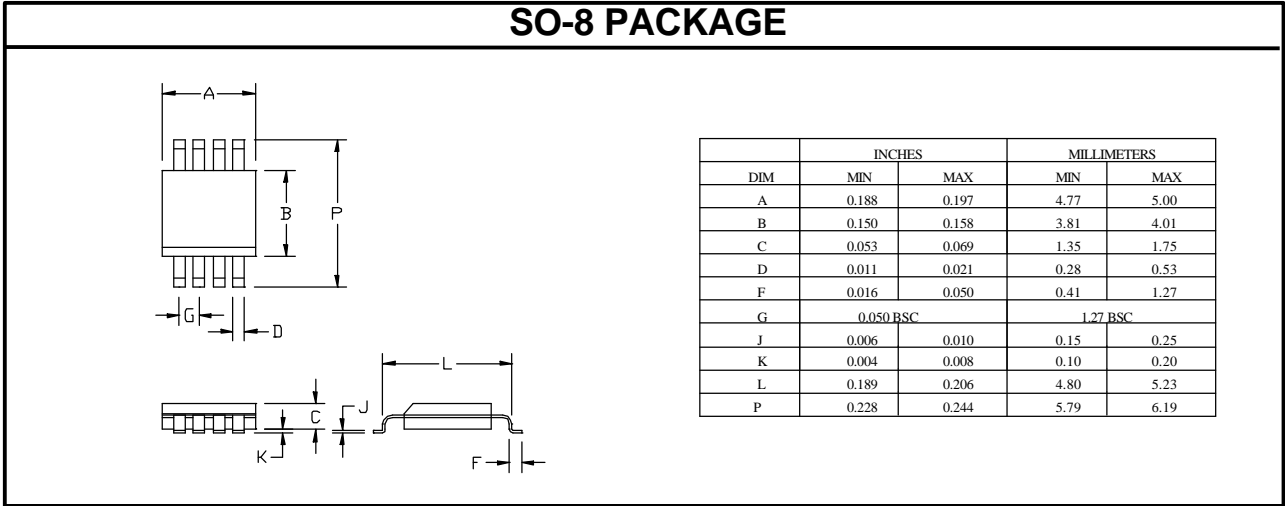 SO-8 PACKAGE
A
B
P
G
D
L
J
C
K
F
INCHES MILLIMETERS
DIM MIN MAX MIN MAX
A 0.188 0.197 4.77 5.00
B 0.150 0.158 3.81 4.01
C 0.053 0.069 1.35 1.75
D 0.011 0.021 0.28 0.53
F 0.016 0.050 0.41 1.27
G 0.050 BSC 1.27 BSC
J 0.006 0.010 0.15 0.25
K 0.004 0.008 0.10 0.20
L 0.189 0.206 4.80 5.23
P 0.228 0.244 5.79 6.19